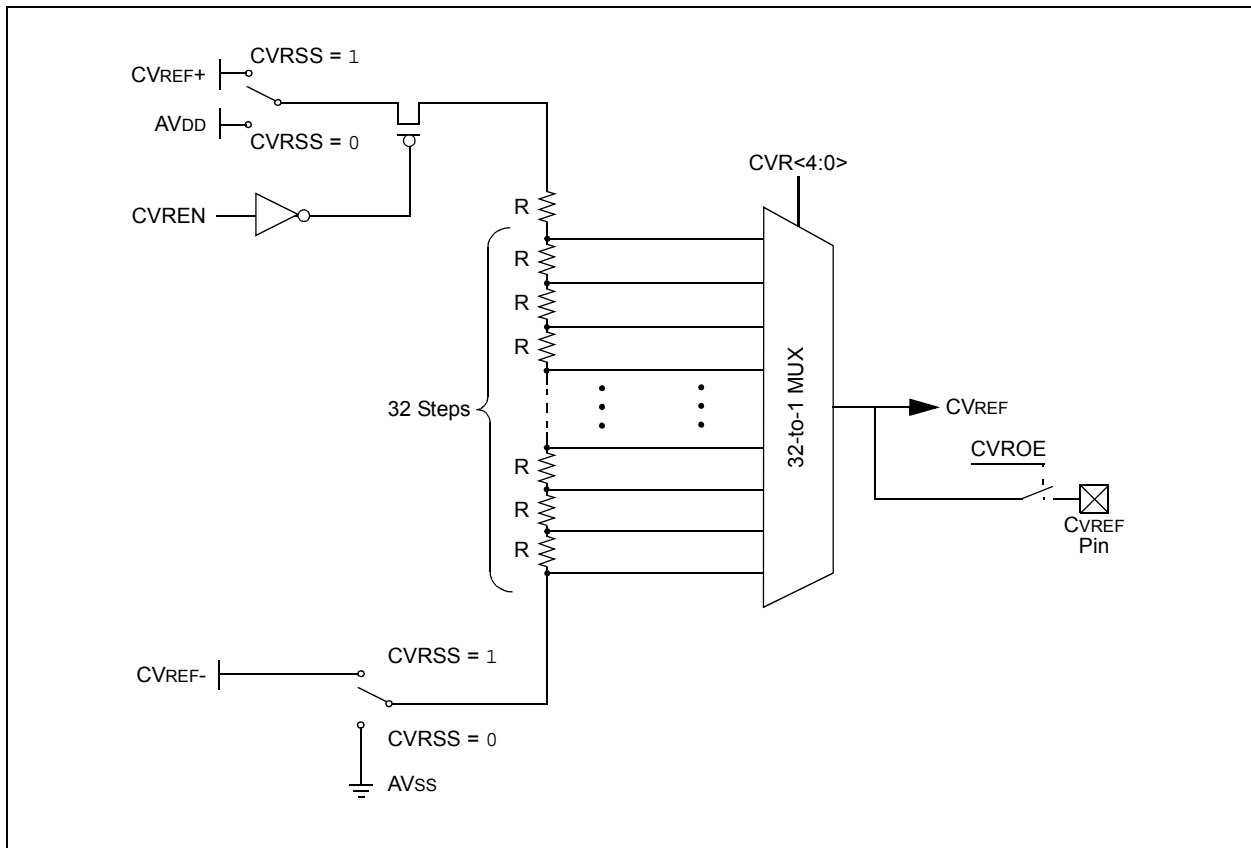 CVRSS = 1
CVREF+
AVDD
CVRSS = 0
CVR<4:0>
CVREN
R
R
R
R
32 Steps
32-to-1 MUX
CVREF
CVROE
R
R
R
CVREF
Pin
CVRSS = 1
CVREF-
CVRSS = 0
AVSS